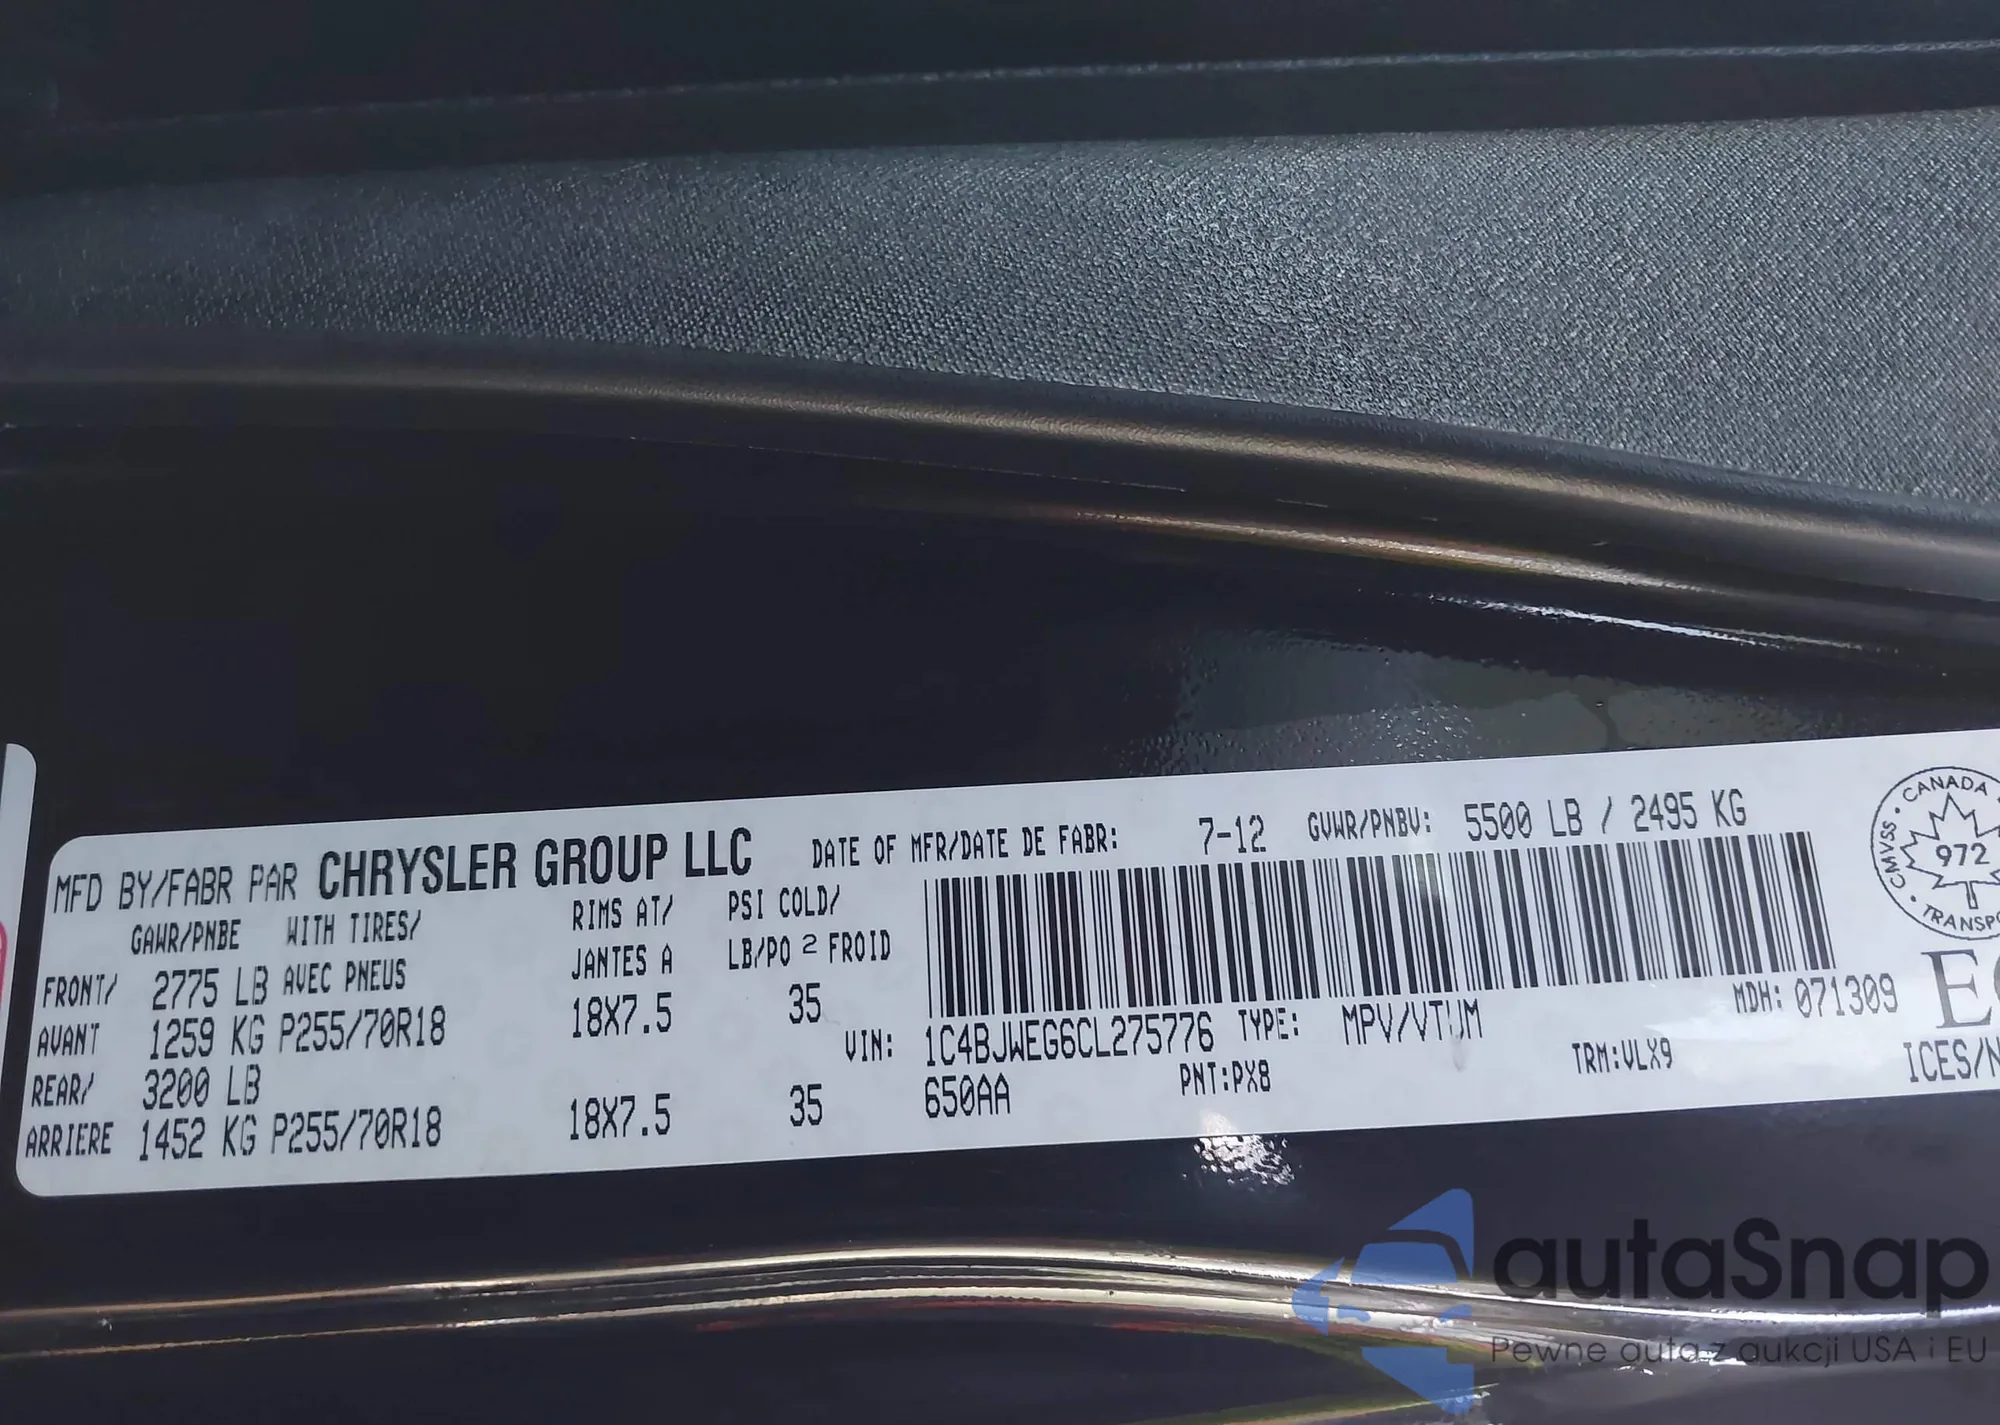 MFD BY/FABR PAR CHRYSLER GROUP LLC DATE OF MFR/DATE DE FABR: 7-12 GVWR/PNBV: 5500 LB / 2495 KG
GAWR/PNBE WITH TIRES/ RIMS AT/ PSI COLD/
AVEC PNEUS JANTES A LB/PO 2 FROID
FRONT/ 2775 LB
AVANT 1259 KG P255/70R18 18X7.5 35
REAR/ 3200 LB
ARRIERE 1452 KG P255/70R18 18X7.5 35
VIN: 1C4BJWEG6CL275776 TYPE: MPV/VTUM MDH: 071309
650AA PNT:PX8 TRM:VLX9
CANADA
CMVSS
972
ICES/N
autaSnap
Pewne auta z aukcji USA i EU